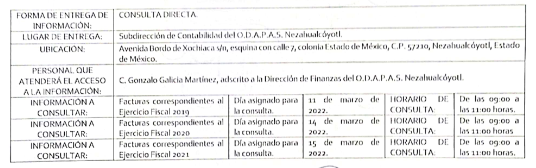 FORMA DE ENTREGA DE INFORMACIÓN: CONSULTA DIRECTA.
LUGAR DE ENTREGA: Subdirección de Contabilidad del O.D.A.P.A.S. Nezahualcóyotl.
UBICACIÓN: Avenida Bordo de Xochiaca s/n, esquina con calle 7, colonia Estado de México, C.P. 57210, Nezahualcóyotl, Estado
de México.
PERSONAL QUE
ATENDERÁ EL ACCESO
A LA INFORMACIÓN:
C. Gonzalo Galicia Martínez, adscrito a la Dirección de Finanzas del O.D.A.P.A.S. Nezahualcóyotl.
INFORMACIÓN A
CONSULTAR:
Facturas correspondientes al
Ejercicio Fiscal 2019
Día asignado para
la consulta.
11 de marzo de
2022.
HORARIO DE
CONSULTA
De las 09:00 a
las 11:00 horas.
INFORMACIÓN A
CONSULTAR:
Facturas correspondientes al
Ejercicio Fiscal 2020
Día asignado para
la consulta.
14 de marzo de
2022.
HORARIO DE
CONSULTA:
De las 09:00 a
las 11:00 horas.
INFORMACIÓN A
CONSULTAR:
Facturas correspondientes al
Ejercicio Fiscal 2021
Día asignado para
la consulta.
15 de marzo de
2022.
HORARIO DE
CONSULTA:
De las 09:00 a
las 11:00 horas.